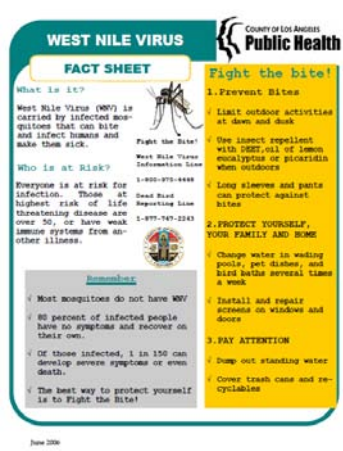 WEST NILE VIRUS
COUNTY OF LOS ANGELES
Public Health
FACT SHEET
What is it?
West Nile Virus (WNV) is
carried by infected mos-
quitoes that can bite
and infect humans and
make them sick.
Who is at Risk?
Everyone is at risk for
infection. Those at
highest risk of life
threatening disease are
over 50, or have weak
immune systems from an-
other illness.
Fight the Bite!
West Nile Virus
Information Line
1-800-975-4448
Dead Bird
Reporting Line
1-877-747-2243
Remember
√ Most mosquitoes do not have WNV
√ 80 percent of infected people
have no symptoms and recover on
their own.
√ Of those infected, 1 in 150 can
develop severe symptoms or even
death.
√ The best way to protect yourself
is to Fight the Bite!
Fight the bite!
1.Prevent Bites
√ Limit outdoor activities
at dawn and dusk
√ Use insect repellent
with DEET,oil of lemon
eucalyptus or picaridin
when outdoors
√ Long sleeves and pants
can protect against
bites
2.PROTECT YOURSELF,
YOUR FAMILY AND HOME
√ Change water in wading
pools, pet dishes, and
bird baths several times
a week
√ Install and repair
screens on windows and
doors
3.PAY ATTENTION
√ Dump out standing water
√ Cover trash cans and re-
cyclables
June 2006